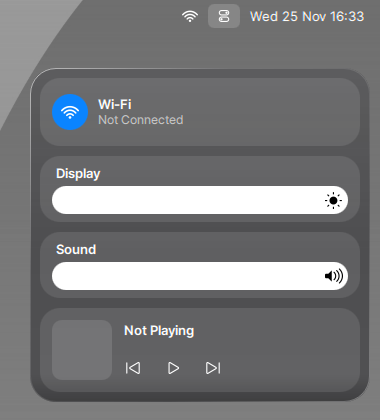 Wed 25 Nov 16:33
Wi-Fi
Not Connected
Display
Sound
Not Playing